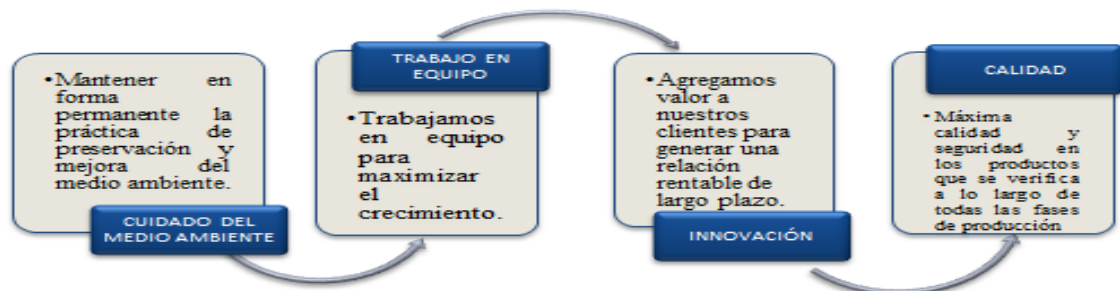 •Mantener en
forma
permanente la
práctica de
preservación y
mejora del
medio ambiente.
CUIDADO DEL
MEDIO AMBIENTE
TRABAJO EN
EQUIPO
•Trabajamos
en equipo
para
maximizar
el
crecimiento.
•Agregamos
valor a
nuestros
clientes para
generar una
relación
rentable de
largo plazo.
INNOVACIÓN
CALIDAD
•Máxima
calidad y
seguridad en
los productos
que se verifica
a lo largo de
todas las fases
de producción